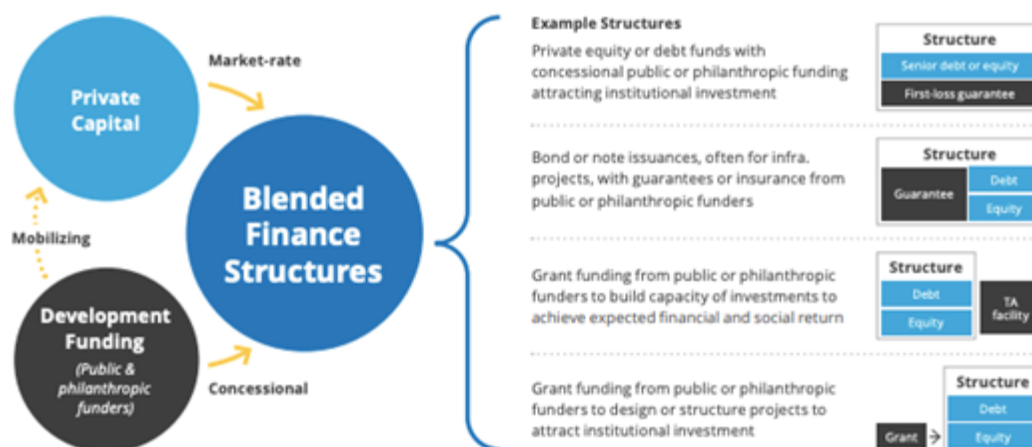 Private
Capital
Market-rate
Blended
Finance
Structures
Mobilizing
Development
Funding
(Public &
philanthropic
funders)
Concessional
Example Structures
Private equity or debt funds with
concessional public or philanthropic funding
attracting institutional investment
Structure
Senior debt or equity
First-loss guarantee
Bond or note issuances, often for infra.
projects, with guarantees or insurance from
public or philanthropic funders
Structure
Guarantee
Debt
Equity
Grant funding from public or philanthropic
funders to build capacity of investments to
achieve expected financial and social return
Structure
Debt
Equity
TA
facility
Grant funding from public or philanthropic
funders to design or structure projects to
attract institutional investment
Grant
Structure
Debt
Equity